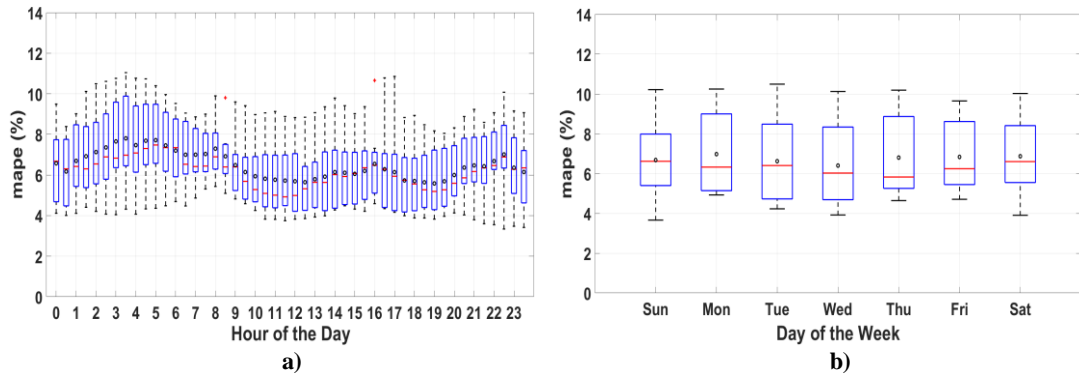 14
12
10
8
6
4
2
0
mape (%)
0 1 2 3 4 5 6 7 8 9 10 11 12 13 14 15 16 17 18 19 20 21 22 23
Hour of the Day
a)
14
12
10
8
6
4
2
0
mape (%)
Sun Mon Tue Wed Thu Fri Sat
Day of the Week
b)